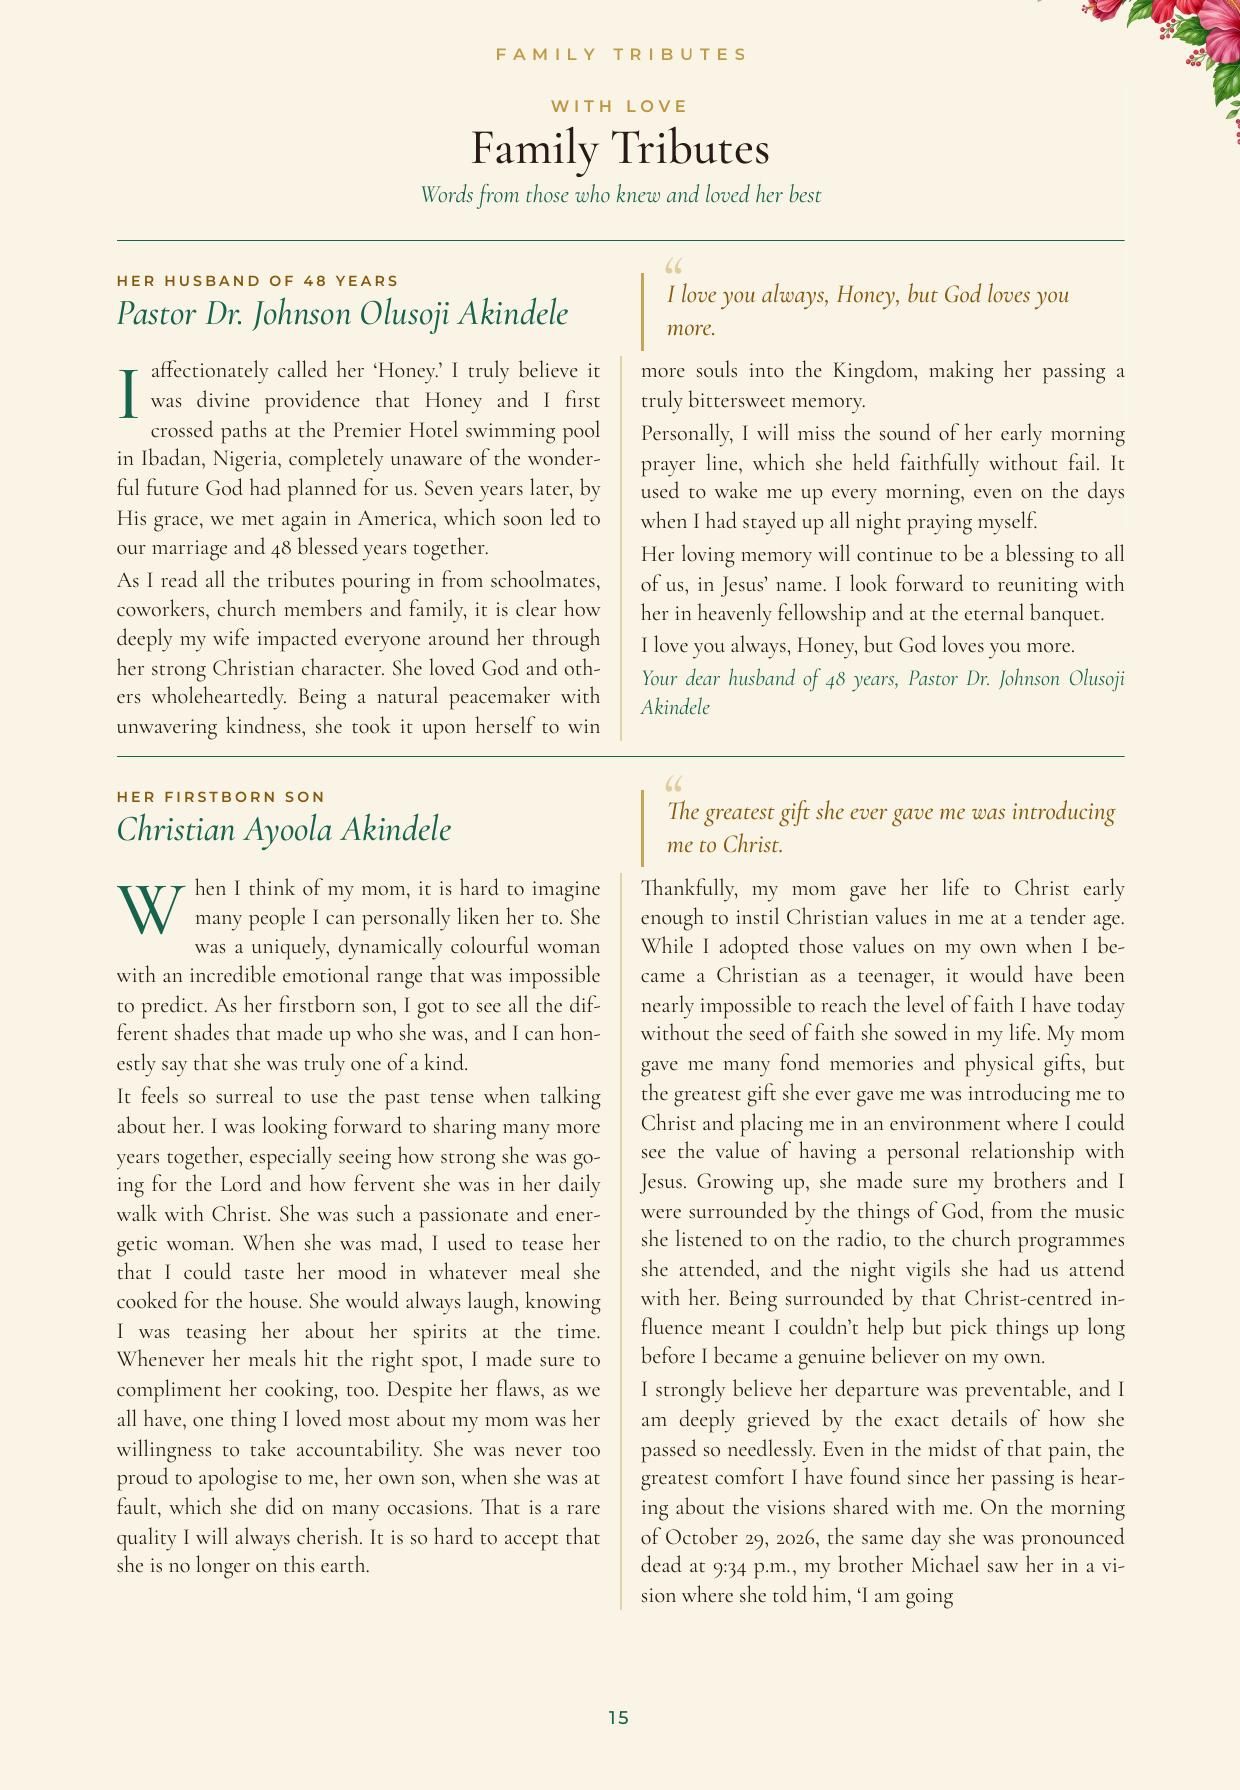 FAMILY TRIBUTES
WITH LOVE
Family Tributes
Words from those who knew and loved her best
HER HUSBAND OF 48 YEARS
Pastor Dr. Johnson Olusoji Akindele
“
I love you always, Honey, but God loves you
more.
I affectionately called her ‘Honey.’ I truly believe it
was divine providence that Honey and I first
crossed paths at the Premier Hotel swimming pool
in Ibadan, Nigeria, completely unaware of the wonder-
ful future God had planned for us. Seven years later, by
His grace, we met again in America, which soon led to
our marriage and 48 blessed years together.
As I read all the tributes pouring in from schoolmates,
coworkers, church members and family, it is clear how
deeply my wife impacted everyone around her through
her strong Christian character. She loved God and oth-
ers wholeheartedly. Being a natural peacemaker with
unwavering kindness, she took it upon herself to win
more souls into the Kingdom, making her passing a
truly bittersweet memory.
Personally, I will miss the sound of her early morning
prayer line, which she held faithfully without fail. It
used to wake me up every morning, even on the days
when I had stayed up all night praying myself.
Her loving memory will continue to be a blessing to all
of us, in Jesus’ name. I look forward to reuniting with
her in heavenly fellowship and at the eternal banquet.
I love you always, Honey, but God loves you more.
Your dear husband of 48 years, Pastor Dr. Johnson Olusoji
Akindele
HER FIRSTBORN SON
Christian Ayoola Akindele
“
The greatest gift she ever gave me was introducing
me to Christ.
When I think of my mom, it is hard to imagine
many people I can personally liken her to. She
was a uniquely, dynamically colourful woman
with an incredible emotional range that was impossible
to predict. As her firstborn son, I got to see all the dif-
ferent shades that made up who she was, and I can hon-
estly say that she was truly one of a kind.
It feels so surreal to use the past tense when talking
about her. I was looking forward to sharing many more
years together, especially seeing how strong she was go-
ing for the Lord and how fervent she was in her daily
walk with Christ. She was such a passionate and ener-
getic woman. When she was mad, I used to tease her
that I could taste her mood in whatever meal she
cooked for the house. She would always laugh, knowing
I was teasing her about her spirits at the time.
Whenever her meals hit the right spot, I made sure to
compliment her cooking, too. Despite her flaws, as we
all have, one thing I loved most about my mom was her
willingness to take accountability. She was never too
proud to apologise to me, her own son, when she was at
fault, which she did on many occasions. That is a rare
quality I will always cherish. It is so hard to accept that
she is no longer on this earth.
Thankfully, my mom gave her life to Christ early
enough to instil Christian values in me at a tender age.
While I adopted those values on my own when I be-
came a Christian as a teenager, it would have been
nearly impossible to reach the level of faith I have today
without the seed of faith she sowed in my life. My mom
gave me many fond memories and physical gifts, but
the greatest gift she ever gave me was introducing me to
Christ and placing me in an environment where I could
see the value of having a personal relationship with
Jesus. Growing up, she made sure my brothers and I
were surrounded by the things of God, from the music
she listened to on the radio, to the church programmes
she attended, and the night vigils she had us attend
with her. Being surrounded by that Christ-centred in-
fluence meant I couldn’t help but pick things up long
before I became a genuine believer on my own.
I strongly believe her departure was preventable, and I
am deeply grieved by the exact details of how she
passed so needlessly. Even in the midst of that pain, the
greatest comfort I have found since her passing is hear-
ing about the visions shared with me. On the morning
of October 29, 2026, the same day she was pronounced
dead at 9:34 p.m., my brother Michael saw her in a vi-
sion where she told him, ‘I am going
15